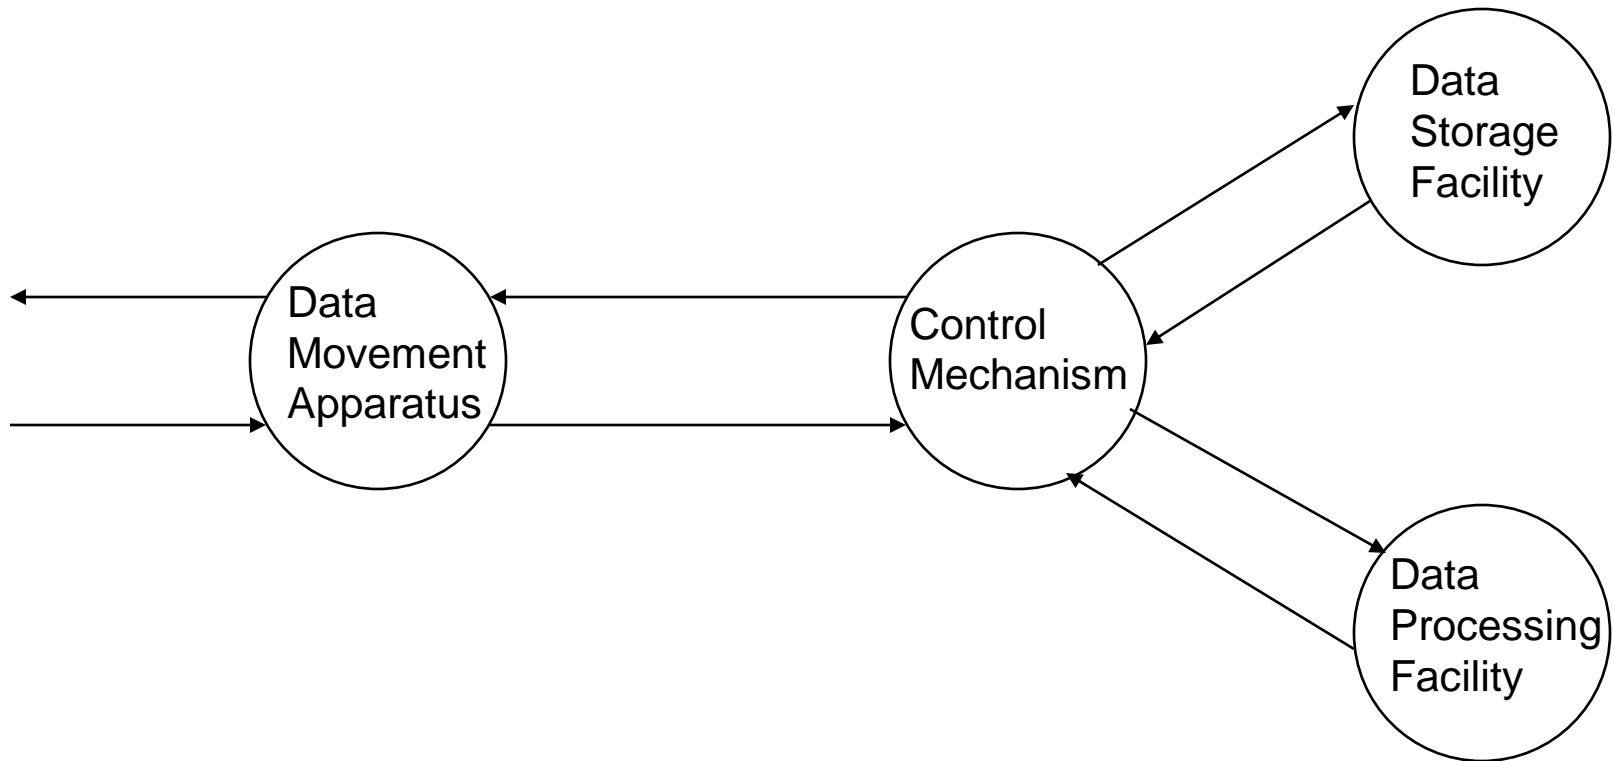 Data
Movement
Apparatus
Control
Mechanism
Data
Storage
Facility
Data
Processing
Facility